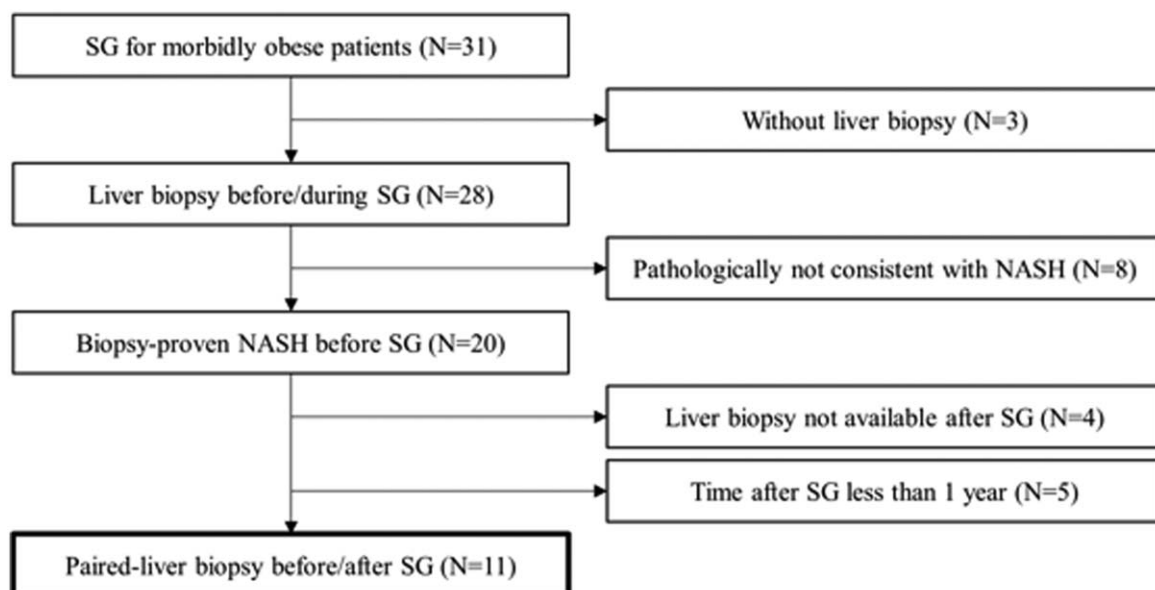 SG for morbidly obese patients (N=31)
Without liver biopsy (N=3)
Liver biopsy before/during SG (N=28)
Pathologically not consistent with NASH (N=8)
Biopsy-proven NASH before SG (N=20)
Liver biopsy not available after SG (N=4)
Time after SG less than 1 year (N=5)
Paired-liver biopsy before/after SG (N=11)